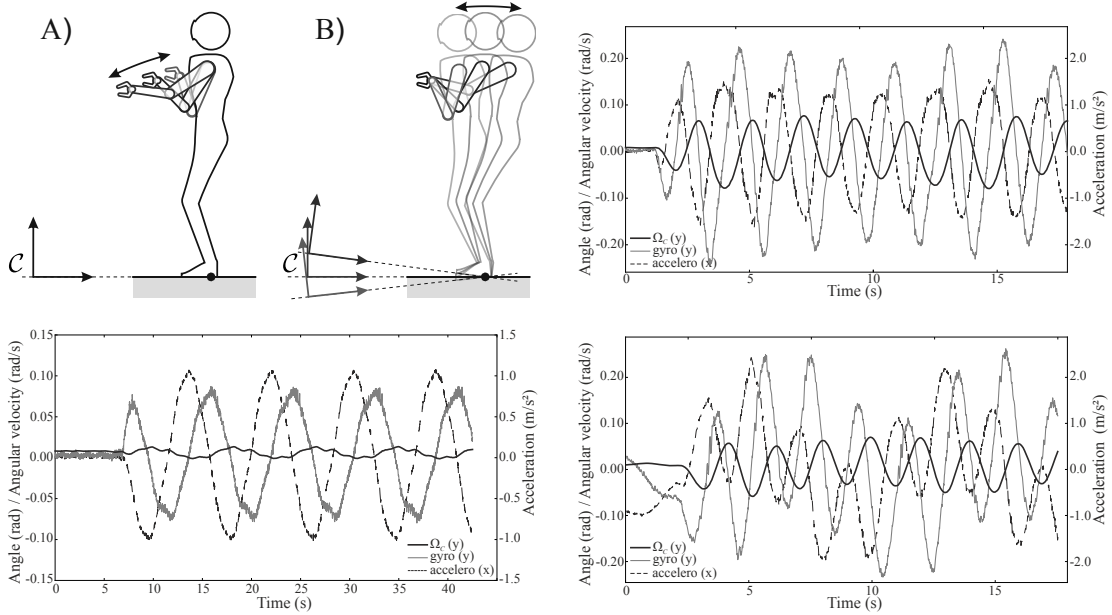 A)
B)
C
C
Angle (rad) / Angular velocity (rad/s)
0.20
0.10
0.00
-0.10
-0.20
2.0
1.0
0.0
-1.0
-2.0
Acceleration (m/s²)
Ω_C (y)
gyro (y)
accelero (x)
0
5
10
15
Time (s)
Angle (rad) / Angular velocity (rad/s)
0.15
0.10
0.05
0.00
-0.05
-0.10
-0.15
1.5
1.0
0.5
0.0
-0.5
-1.0
1.5
Acceleration (m/s²)
Ω_C (y)
gyro (y)
accelero (x)
0
5
10
15
20
25
30
35
40
Time (s)
Angle (rad) / Angular velocity (rad/s)
0.20
0.10
0.00
-0.10
-0.20
2.0
1.0
0.0
-1.0
-2.0
Acceleration (m/s²)
Ω_C (y)
gyro (y)
accelero (x)
0
5
10
15
Time (s)